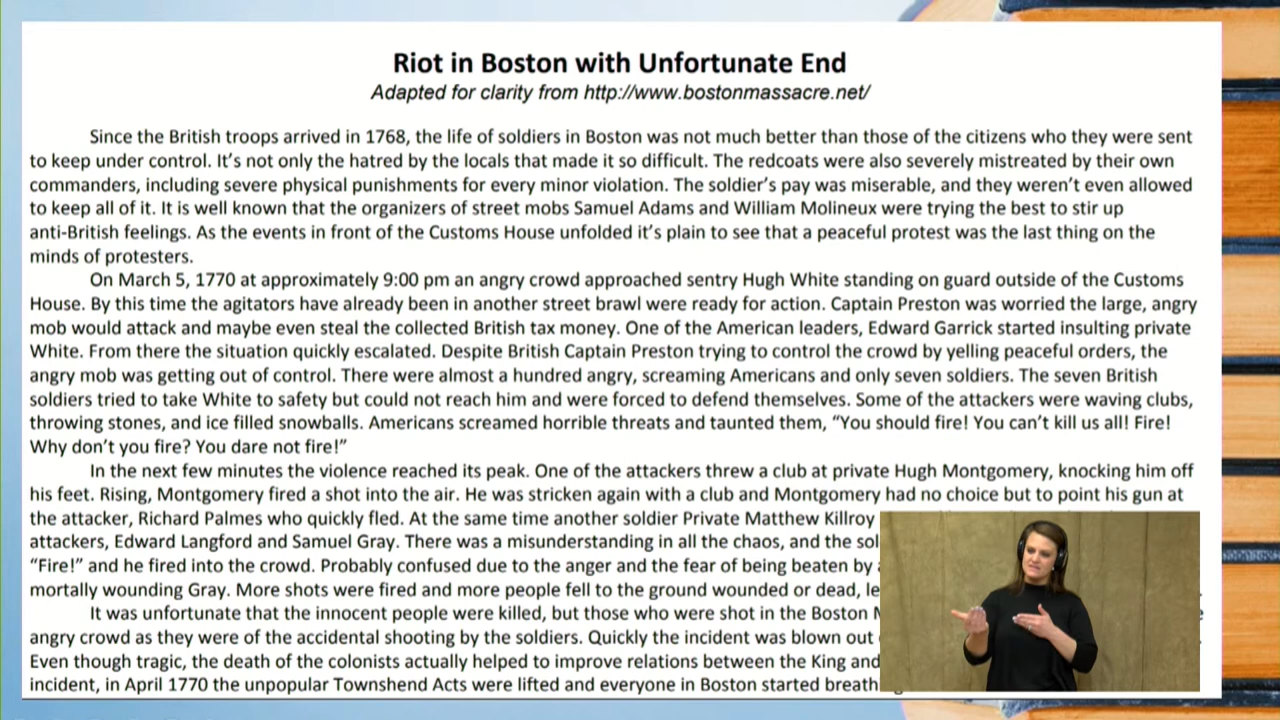 Riot in Boston with Unfortunate End
Adapted for clarity from http://www.bostonmassacre.net/
Since the British troops arrived in 1768, the life of soldiers in Boston was not much better than those of the citizens who they were sent
to keep under control. It’s not only the hatred by the locals that made it so difficult. The redcoats were also severely mistreated by their own
commanders, including severe physical punishments for every minor violation. The soldier’s pay was miserable, and they weren’t even allowed
to keep all of it. It is well known that the organizers of street mobs Samuel Adams and William Molineux were trying the best to stir up
anti-British feelings. As the events in front of the Customs House unfolded it’s plain to see that a peaceful protest was the last thing on the
minds of protesters.
On March 5, 1770 at approximately 9:00 pm an angry crowd approached sentry Hugh White standing on guard outside of the Customs
House. By this time the agitators have already been in another street brawl were ready for action. Captain Preston was worried the large, angry
mob would attack and maybe even steal the collected British tax money. One of the American leaders, Edward Garrick started insulting private
White. From there the situation quickly escalated. Despite British Captain Preston trying to control the crowd by yelling peaceful orders, the
angry mob was getting out of control. There were almost a hundred angry, screaming Americans and only seven soldiers. The seven British
soldiers tried to take White to safety but could not reach him and were forced to defend themselves. Some of the attackers were waving clubs,
throwing stones, and ice filled snowballs. Americans screamed horrible threats and taunted them, “You should fire! You can’t kill us all! Fire!
Why don’t you fire? You dare not fire!”
In the next few minutes the violence reached its peak. One of the attackers threw a club at private Hugh Montgomery, knocking him off
his feet. Rising, Montgomery fired a shot into the air. He was stricken again with a club and Montgomery had no choice but to point his gun at
the attacker, Richard Palmes who quickly fled. At the same time another soldier Private Matthew Killroy
attackers, Edward Langford and Samuel Gray. There was a misunderstanding in all the chaos, and the
“Fire!” and he fired into the crowd. Probably confused due to the anger and the fear of being beaten by
mortally wounding Gray. More shots were fired and more people fell to the ground wounded or dead,
It was unfortunate that the innocent people were killed, but those who were shot in the Boston
angry crowd as they were of the accidental shooting by the soldiers. Quickly the incident was blown out
Even though tragic, the death of the colonists actually helped to improve relations between the King and
incident, in April 1770 the unpopular Townshend Acts were lifted and everyone in Boston started